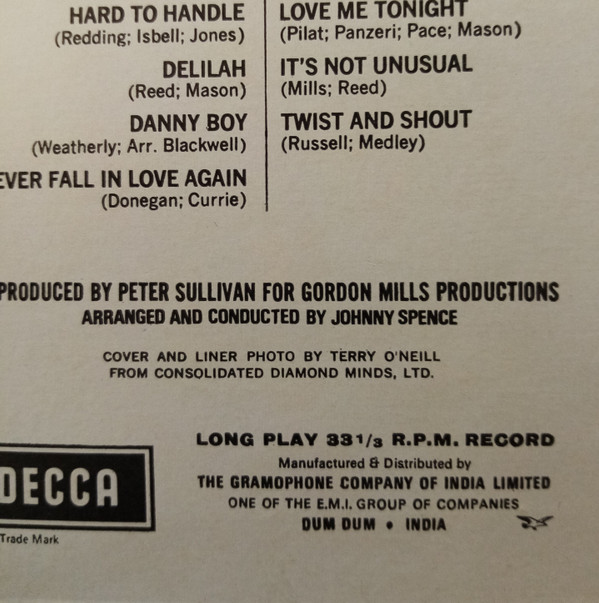 HARD TO HANDLE
(Redding; Isbell; Jones)
DELILAH
(Reed; Mason)
DANNY BOY
(Weatherly; Arr. Blackwell)
EVER FALL IN LOVE AGAIN
(Donegan; Currie)
LOVE ME TONIGHT
(Pilat; Panzeri; Pace; Mason)
IT'S NOT UNUSUAL
(Mills; Reed)
TWIST AND SHOUT
(Russell; Medley)
PRODUCED BY PETER SULLIVAN FOR GORDON MILLS PRODUCTIONS
ARRANGED AND CONDUCTED BY JOHNNY SPENCE
COVER AND LINER PHOTO BY TERRY O'NEILL
FROM CONSOLIDATED DIAMOND MINDS, LTD.
DECCA
Trade Mark
LONG PLAY 33 1/3 R.P.M. RECORD
Manufactured & Distributed by
THE GRAMOPHONE COMPANY OF INDIA LIMITED
ONE OF THE E.M.I. GROUP OF COMPANIES
DUM DUM • INDIA